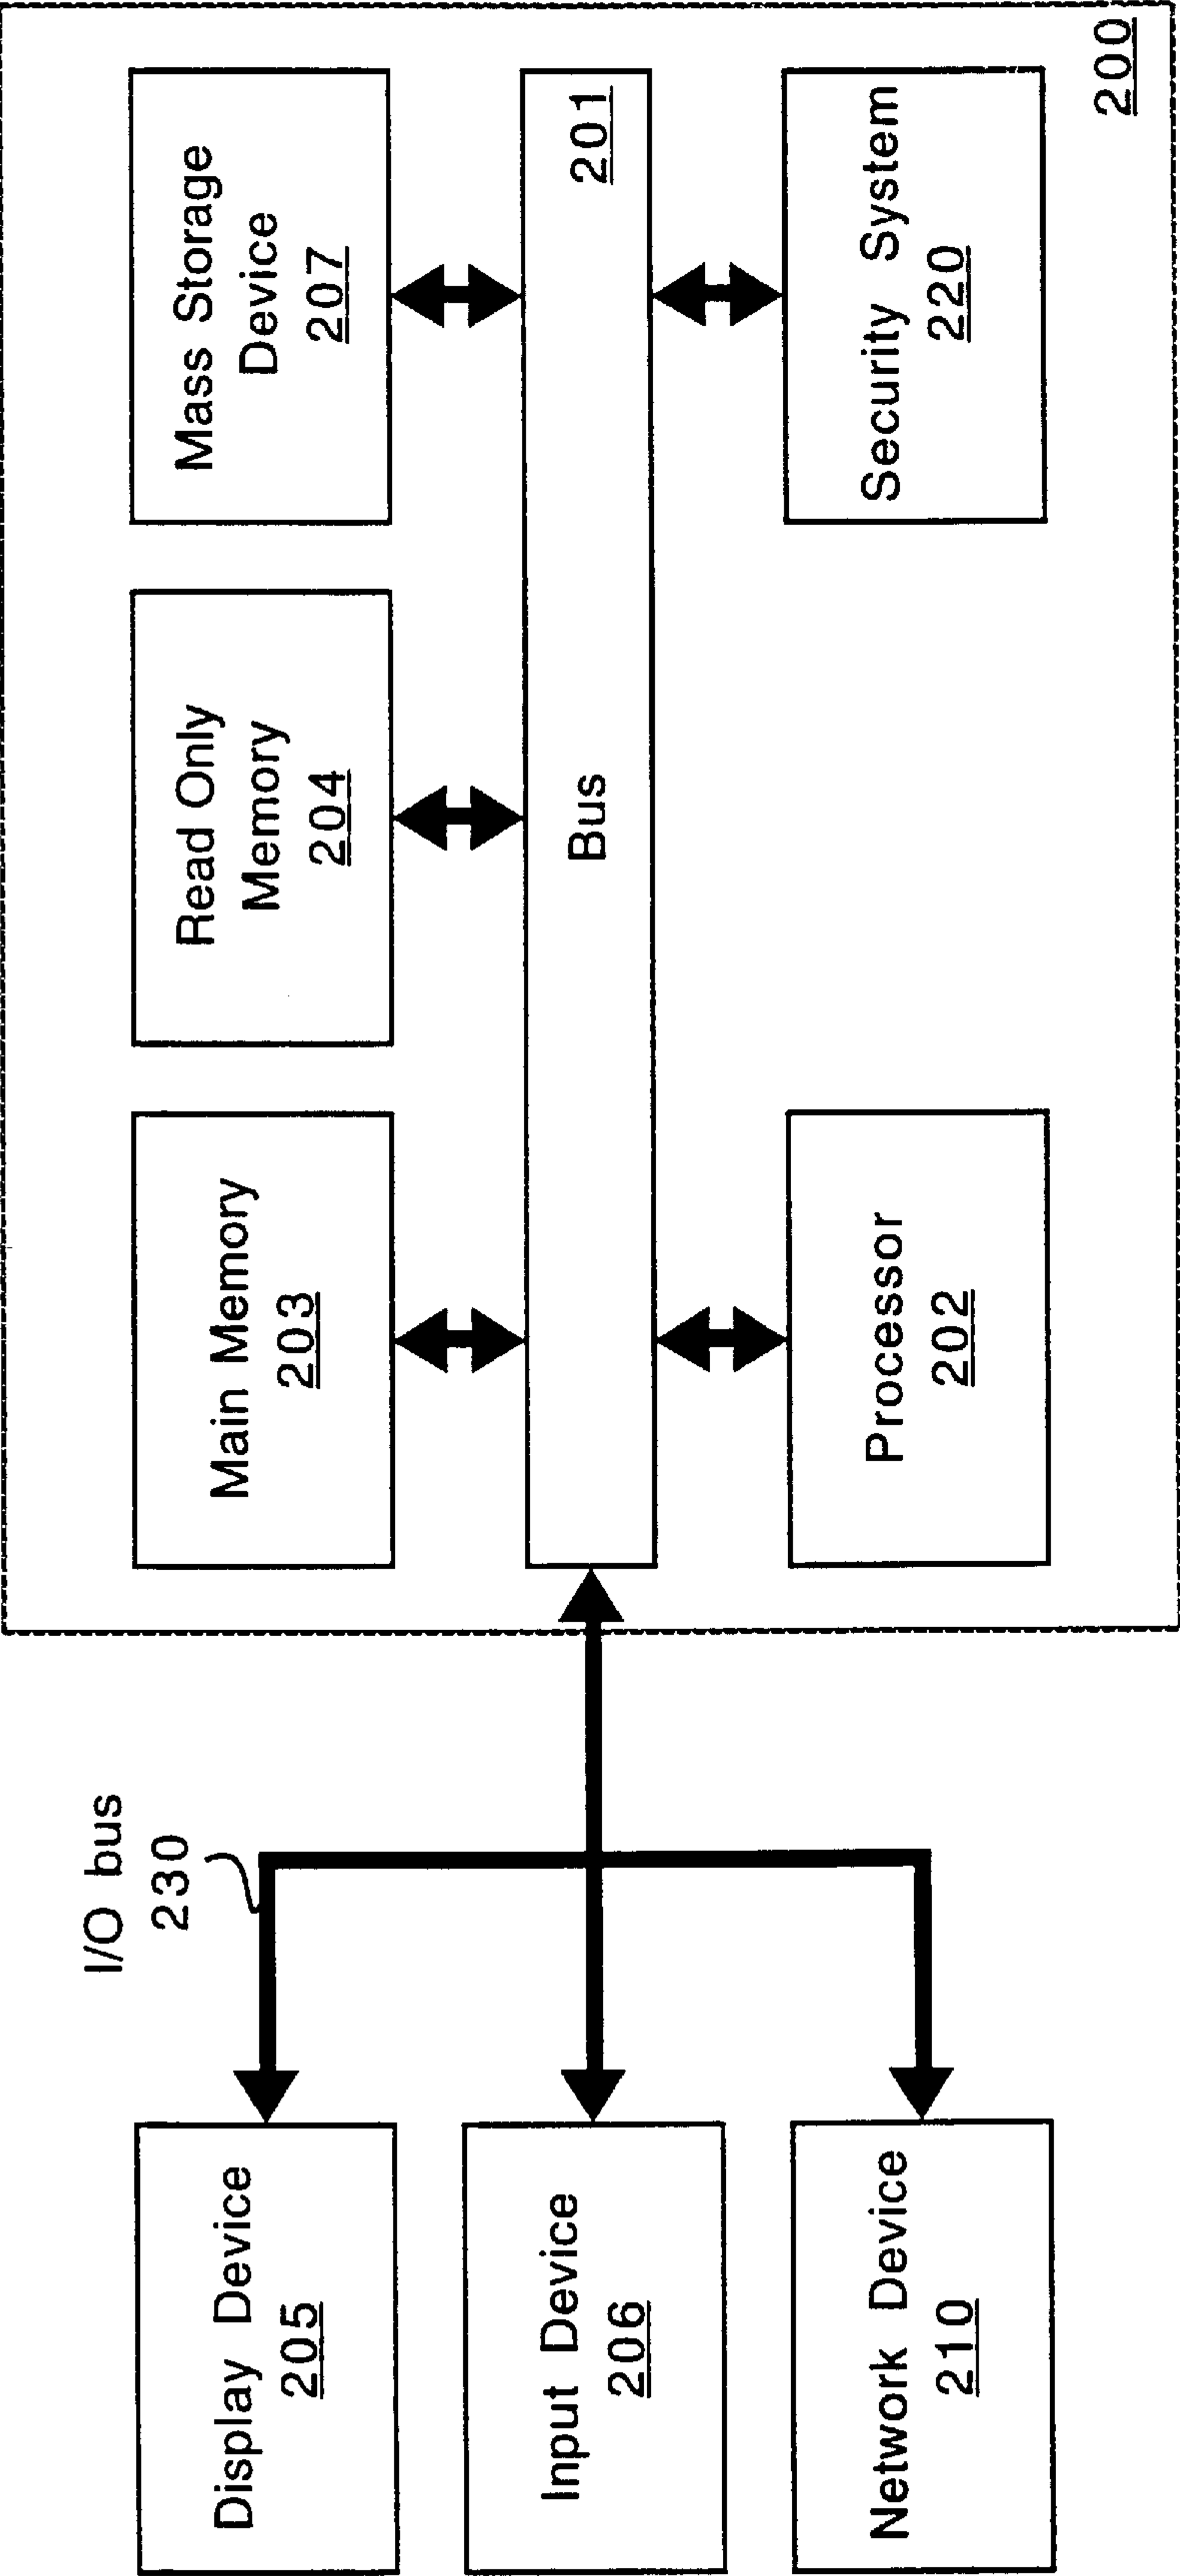 Display Device
205
Input Device
206
Network Device
210
I/O bus
230
Main Memory
203
Read Only
Memory
204
Mass Storage
Device
207
Bus
201
Processor
202
Security System
220
200